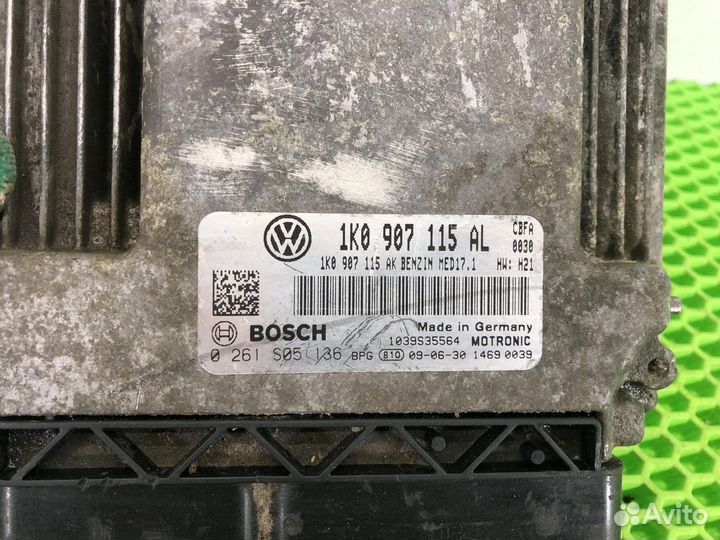 1K0 907 115 AL CBFA 0030
1K0 907 115 AK BENZIN MED17.1 HW: H21
BOSCH Made in Germany
1039S35564 MOTRONIC
0 261 S05 136 BPG 810 09-06-30 1469 0039
Avito